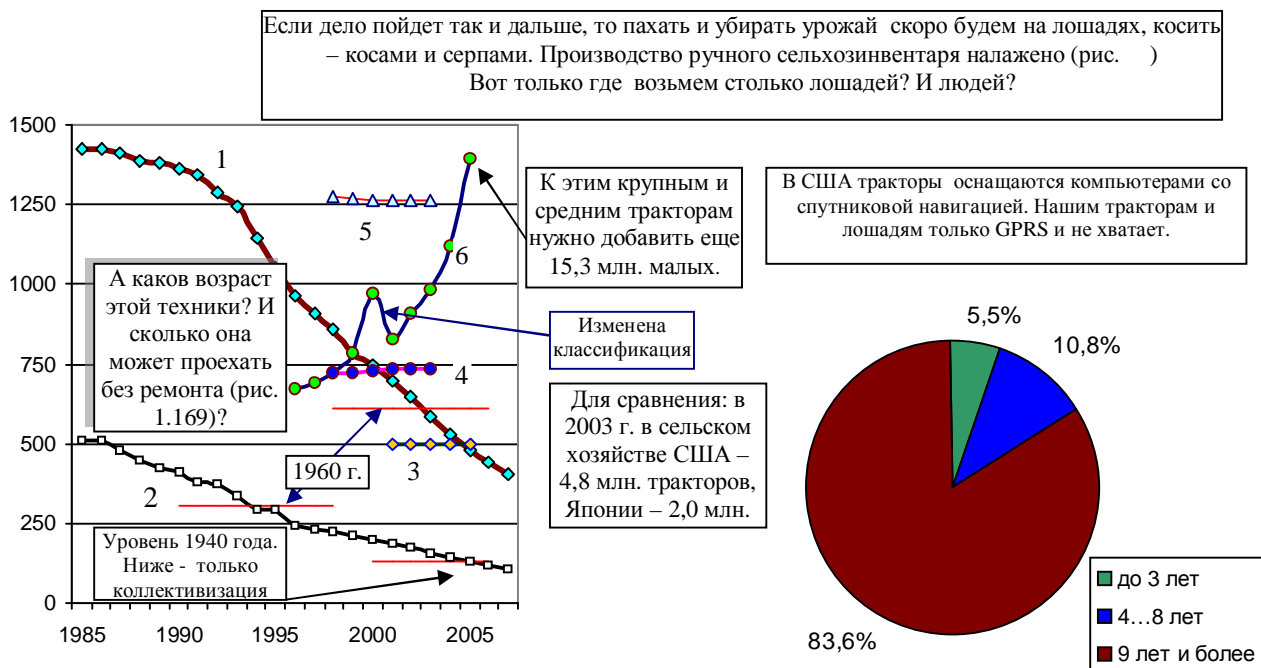 Если дело пойдет так и дальше, то пахать и убирать урожай скоро будем на лошадях, косить
– косами и серпами. Производство ручного сельхозинвентаря налажено (рис. )
Вот только где возьмем столько лошадей? И людей?
1500
1250
1000
750
500
250
0
1985
1990
1995
2000
2005
1
2
3
4
5
6
А каков возраст
этой техники? И
сколько она
может проехать
без ремонта (рис.
1.169)?
1960 г.
Уровень 1940 года.
Ниже - только
коллективизация
К этим крупным и
средним тракторам
нужно добавить еще
15,3 млн. малых.
Изменена
классификация
Для сравнения: в
2003 г. в сельском
хозяйстве США –
4,8 млн. тракторов,
Японии – 2,0 млн.
В США тракторы оснащаются компьютерами со
спутниковой навигацией. Нашим тракторам и
лошадям только GPRS и не хватает.
5,5%
10,8%
83,6%
до 3 лет
4...8 лет
9 лет и более